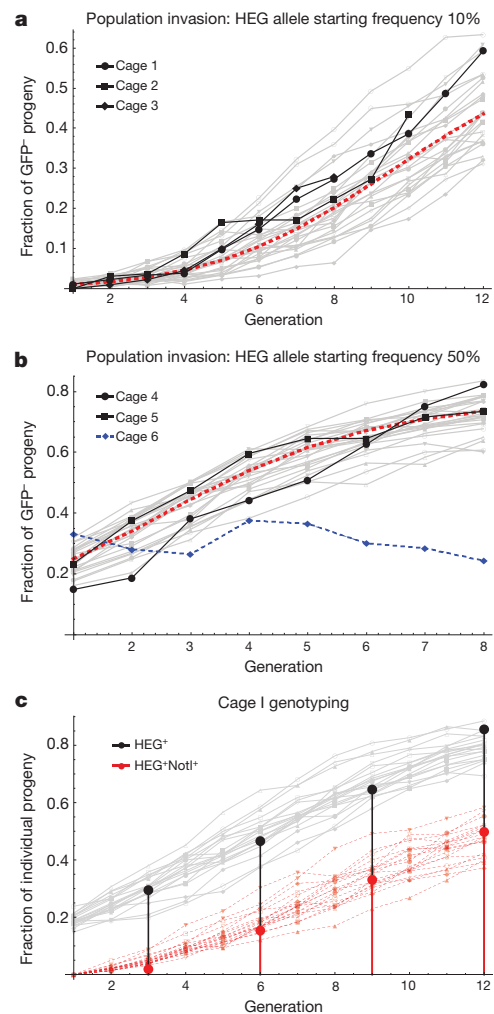 a Population invasion: HEG allele starting frequency 10%
0.6
0.5
0.4
0.3
0.2
0.1
Cage 1
Cage 2
Cage 3
Fraction of GFP⁻ progeny
2 4 6 8 10 12
Generation
b Population invasion: HEG allele starting frequency 50%
0.8
0.6
0.4
0.2
Cage 4
Cage 5
Cage 6
Fraction of GFP⁻ progeny
2 3 4 5 6 7 8
Generation
c Cage I genotyping
0.8
0.6
0.4
0.2
HEG⁺
HEG⁺NotI⁺
Fraction of individual progeny
2 4 6 8 10 12
Generation